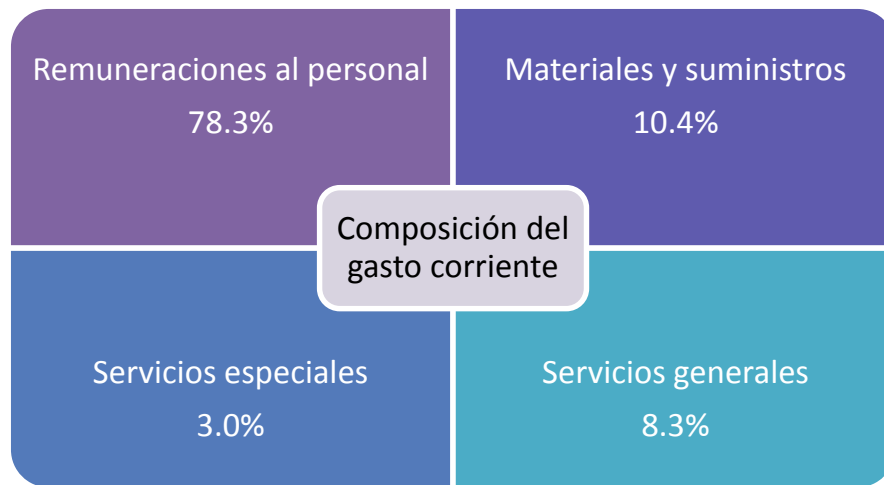 Remuneraciones al personal
78.3%
Materiales y suministros
10.4%
Composición del
gasto corriente
Servicios especiales
3.0%
Servicios generales
8.3%